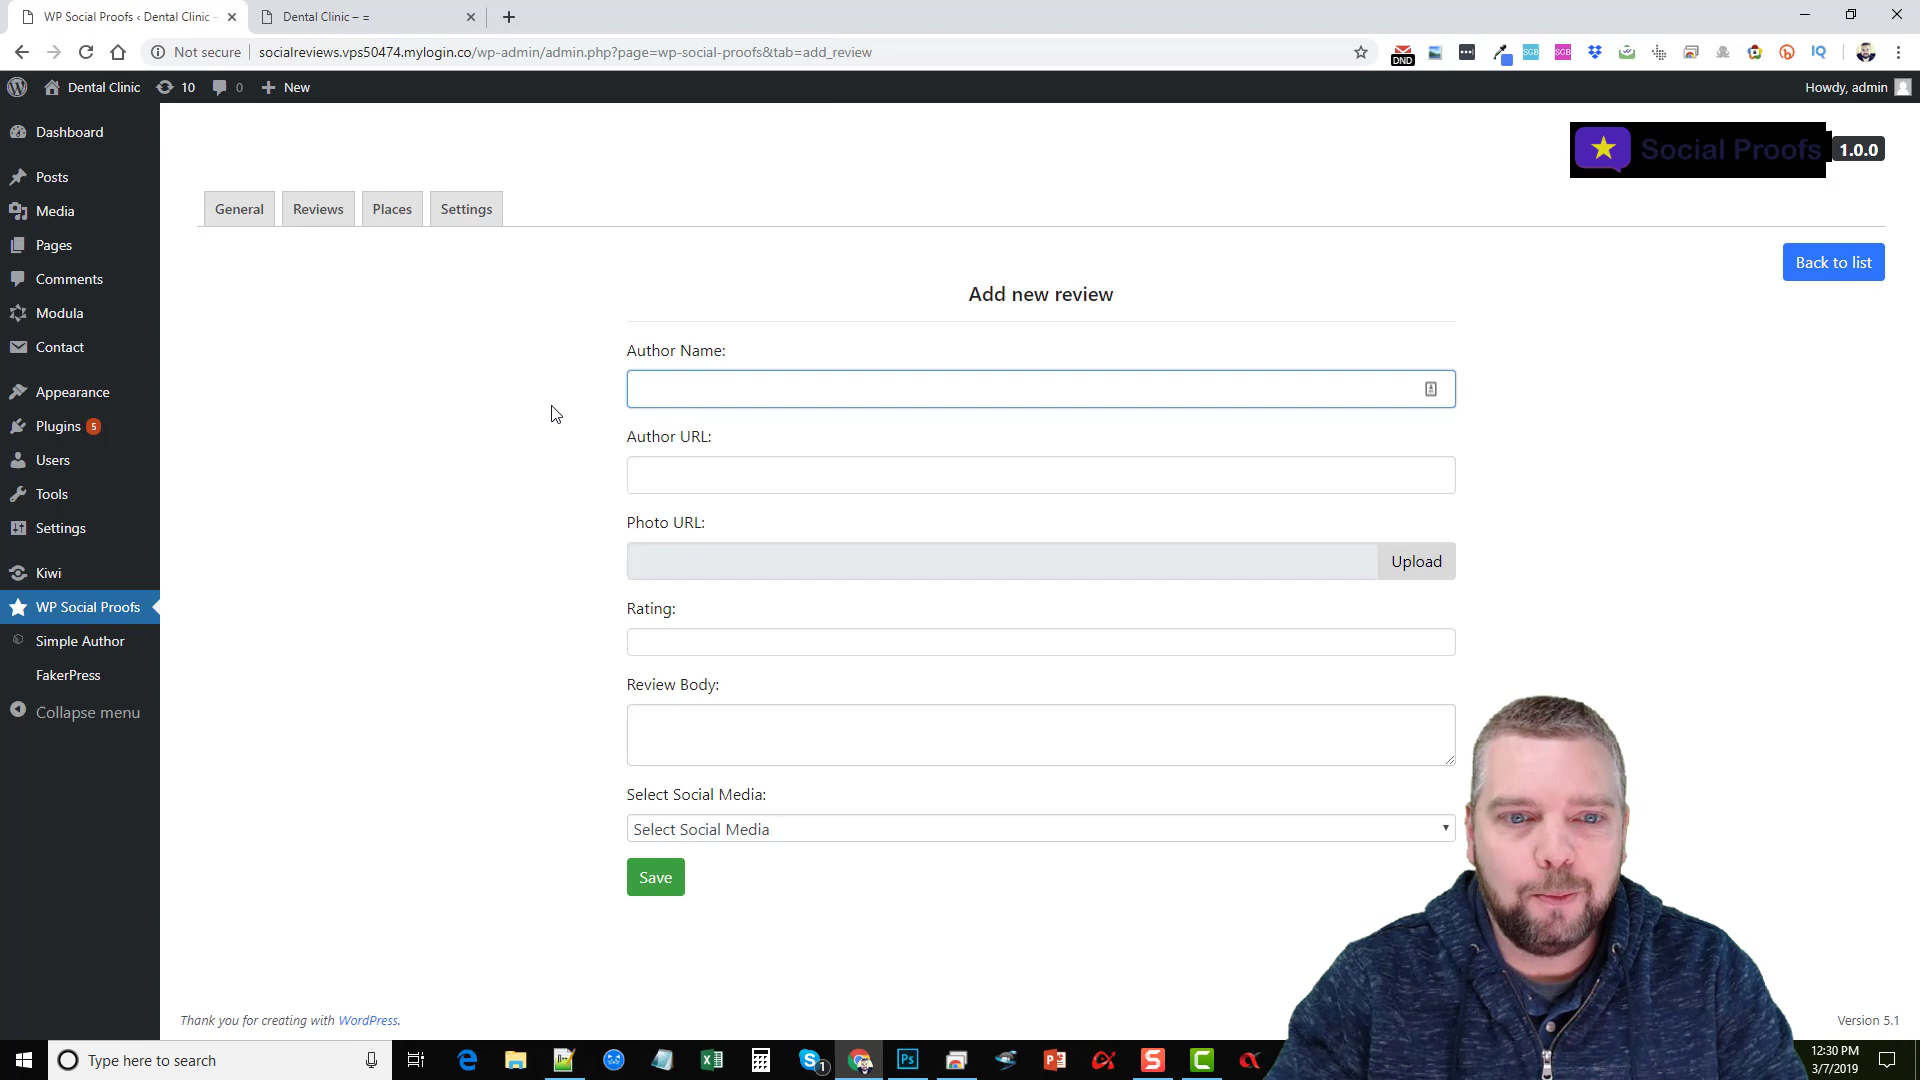 WP Social Proofs ‹ Dental Clinic –
Dental Clinic – =
Not secure
socialreviews.vps50474.mylogin.co/wp-admin/admin.php?page=wp-social-proofs&tab=add_review
DND
SGB
SGB
IQ
Dental Clinic
10
0
New
Howdy, admin
Dashboard
Posts
Media
Pages
Comments
Modula
Contact
Appearance
Plugins 5
Users
Tools
Settings
Kiwi
WP Social Proofs
Simple Author
FakerPress
Collapse menu
Social Proofs 1.0.0
General
Reviews
Places
Settings
Back to list
Add new review
Author Name:
Author URL:
Photo URL:
Upload
Rating:
Review Body:
Select Social Media:
Select Social Media
Save
Thank you for creating with WordPress.
Version 5.1
Type here to search
12:30 PM
3/7/2019